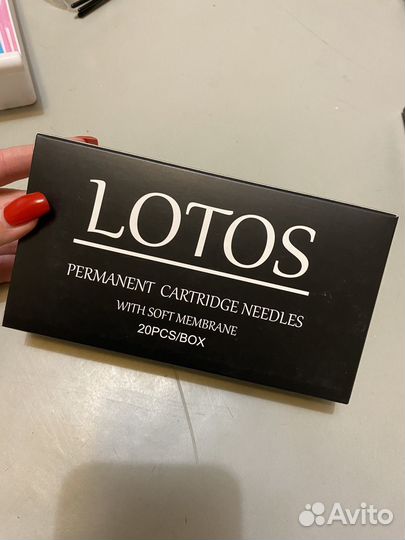 LOTOS
PERMANENT CARTRIDGE NEEDLES
WITH SOFT MEMBRANE
20PCS/BOX
Avito